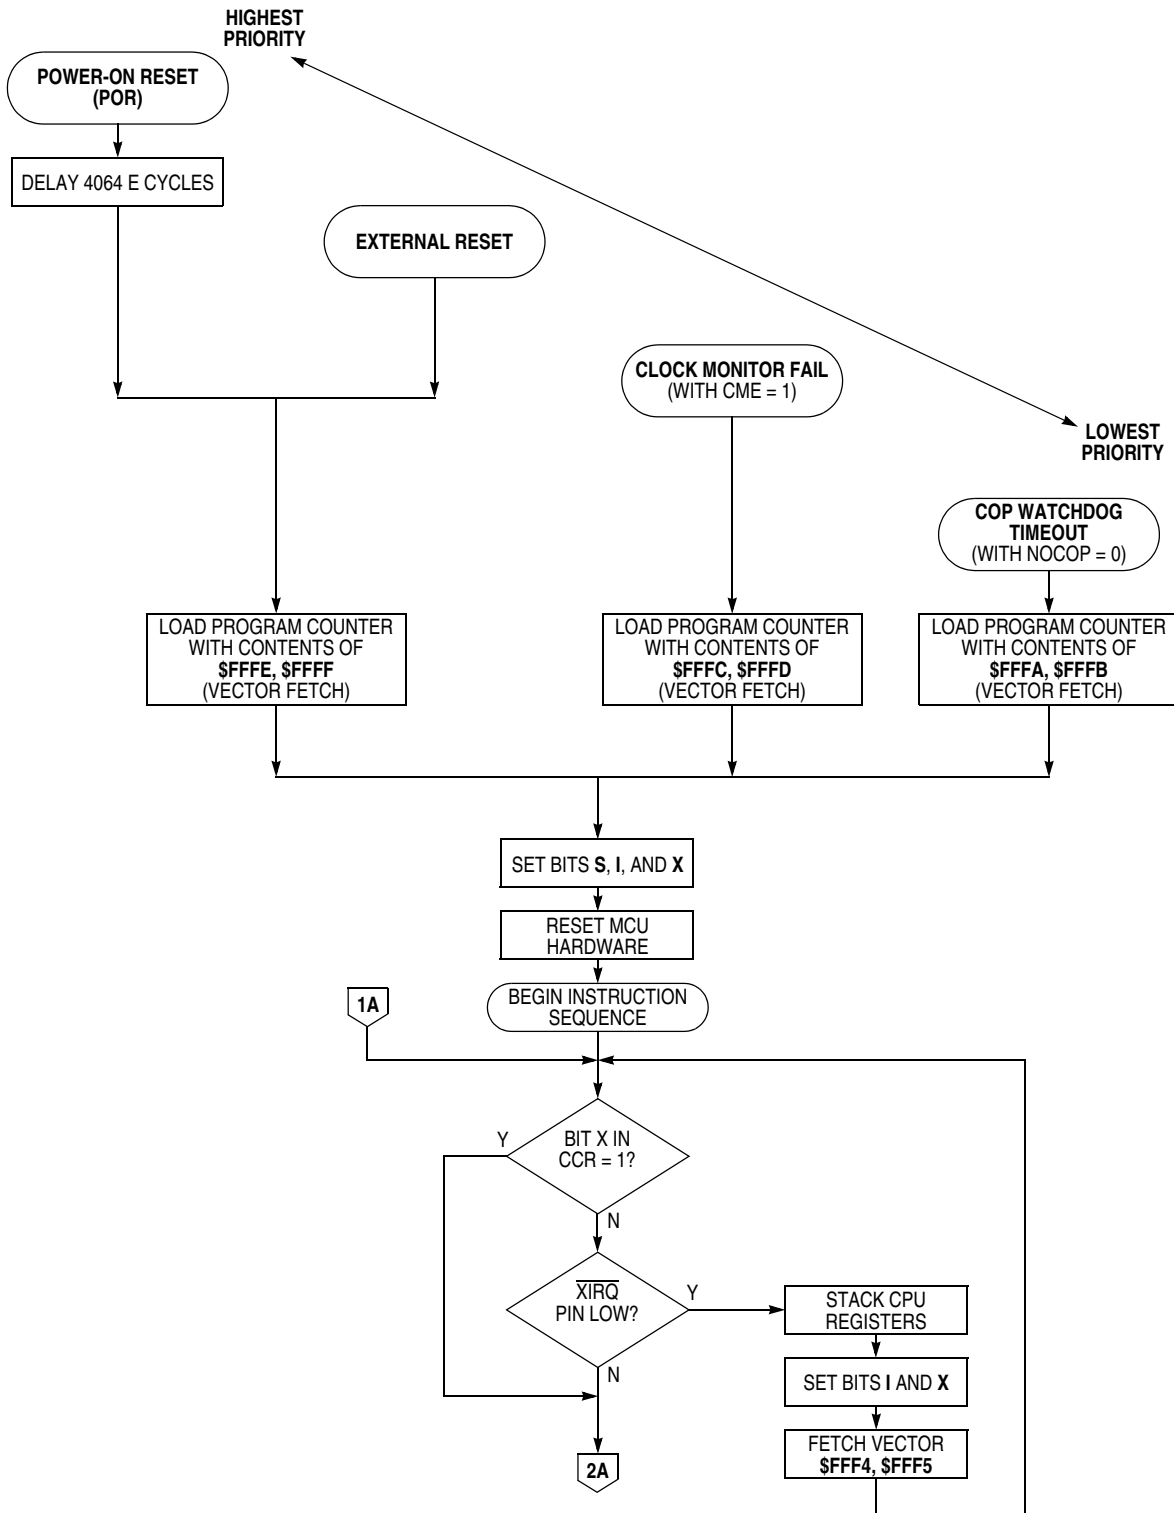 HIGHEST
PRIORITY
POWER-ON RESET
(POR)
DELAY 4064 E CYCLES
EXTERNAL RESET
CLOCK MONITOR FAIL
(WITH CME = 1)
LOWEST
PRIORITY
COP WATCHDOG
TIMEOUT
(WITH NOCOP = 0)
LOAD PROGRAM COUNTER
WITH CONTENTS OF
$FFFE, $FFFF
(VECTOR FETCH)
LOAD PROGRAM COUNTER
WITH CONTENTS OF
$FFFC, $FFFD
(VECTOR FETCH)
LOAD PROGRAM COUNTER
WITH CONTENTS OF
$FFFA, $FFFB
(VECTOR FETCH)
SET BITS S, I, AND X
RESET MCU
HARDWARE
BEGIN INSTRUCTION
SEQUENCE
1A
Y
BIT X IN
CCR = 1?
N
XIRQ
PIN LOW?
Y
N
STACK CPU
REGISTERS
SET BITS I AND X
FETCH VECTOR
$FFF4, $FFF5
2A